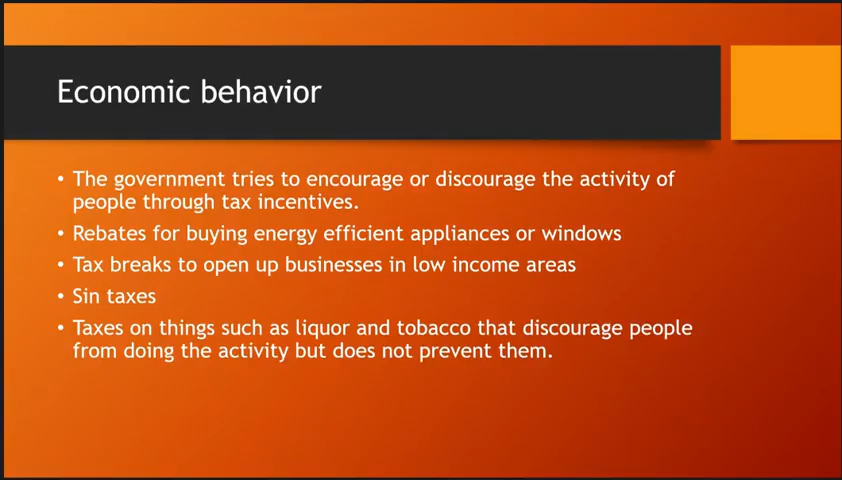 Economic behavior
• The government tries to encourage or discourage the activity of
people through tax incentives.
• Rebates for buying energy efficient appliances or windows
• Tax breaks to open up businesses in low income areas
• Sin taxes
• Taxes on things such as liquor and tobacco that discourage people
from doing the activity but does not prevent them.